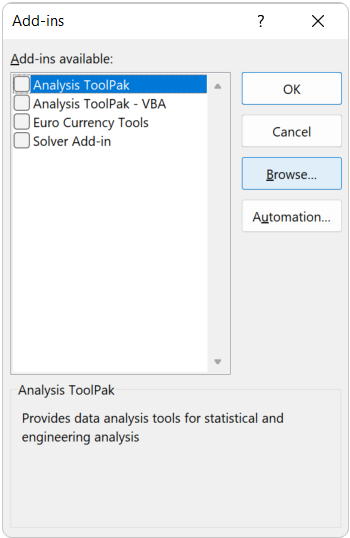 Add-ins ?
Add-ins available:
Analysis ToolPak
Analysis ToolPak - VBA
Euro Currency Tools
Solver Add-in
OK
Cancel
Browse...
Automation...
Analysis ToolPak
Provides data analysis tools for statistical and
engineering analysis